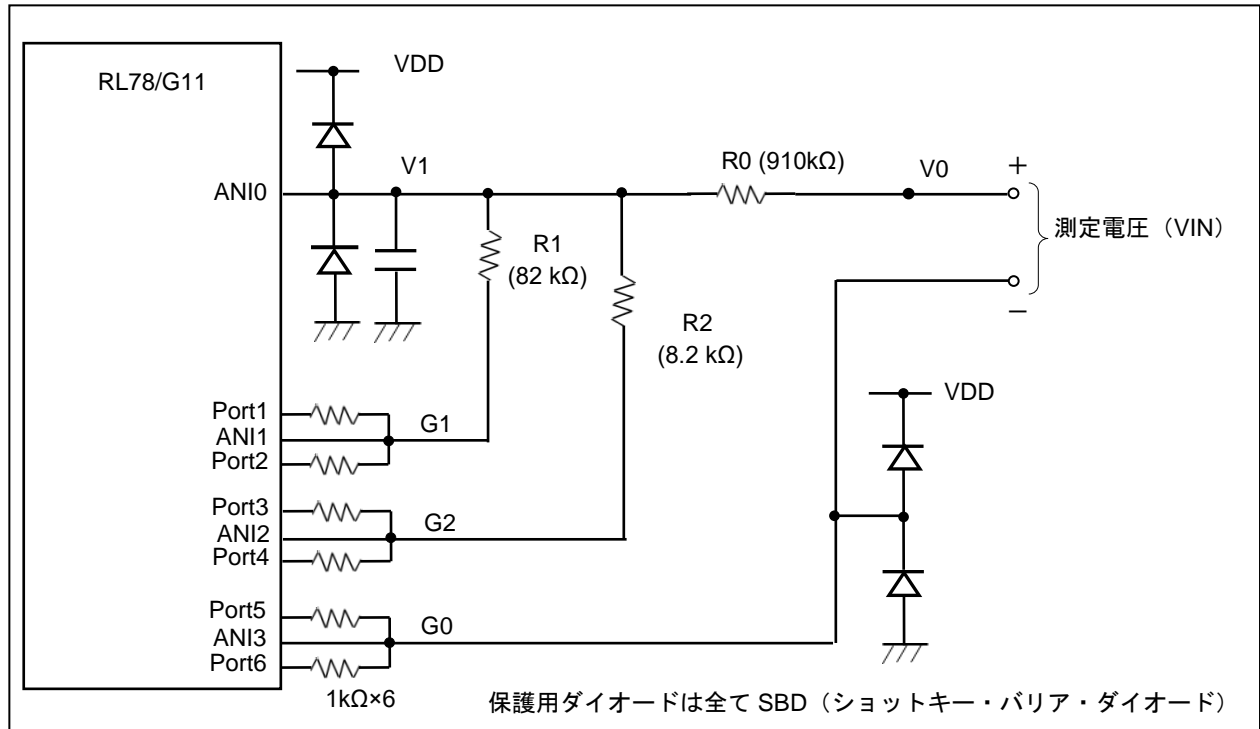 RL78/G11
VDD
ANI0
V1
R0 (910kΩ)
V0
+
測定電圧（VIN）
−
R1
(82 kΩ)
R2
(8.2 kΩ)
VDD
Port1
ANI1
Port2
G1
Port3
ANI2
Port4
G2
Port5
ANI3
Port6
G0
1kΩ×6
保護用ダイオードは全て SBD（ショットキー・バリア・ダイオード）